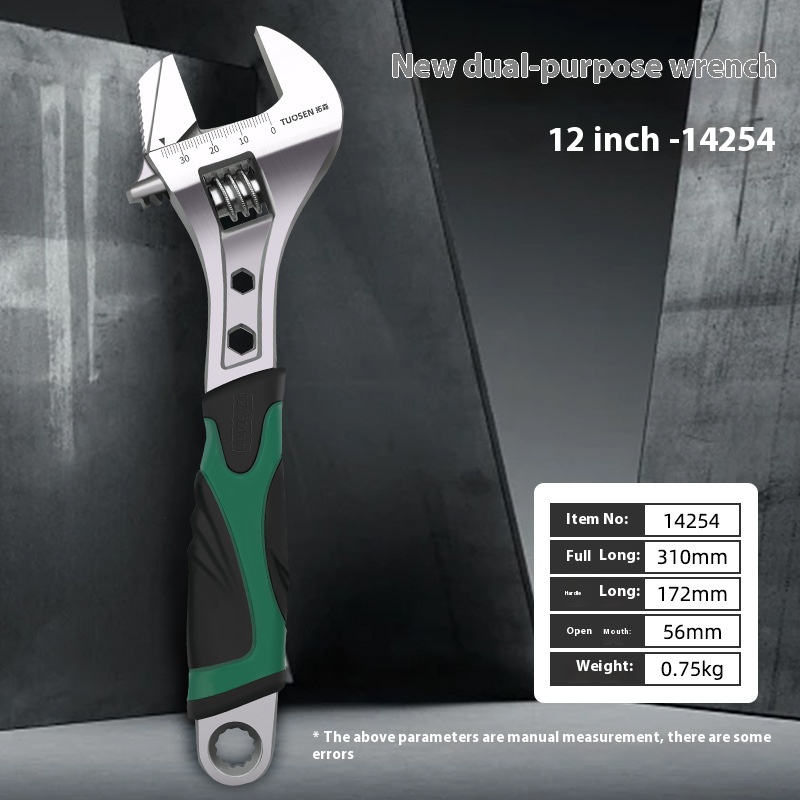 New dual-purpose wrench
12 inch -14254
TUOSEN 拓森
30 20 10 0
Item No: 14254
Full Long: 310mm
Handle Long: 172mm
Open Mouth: 56mm
Weight: 0.75kg
* The above parameters are manual measurement, there are some
errors